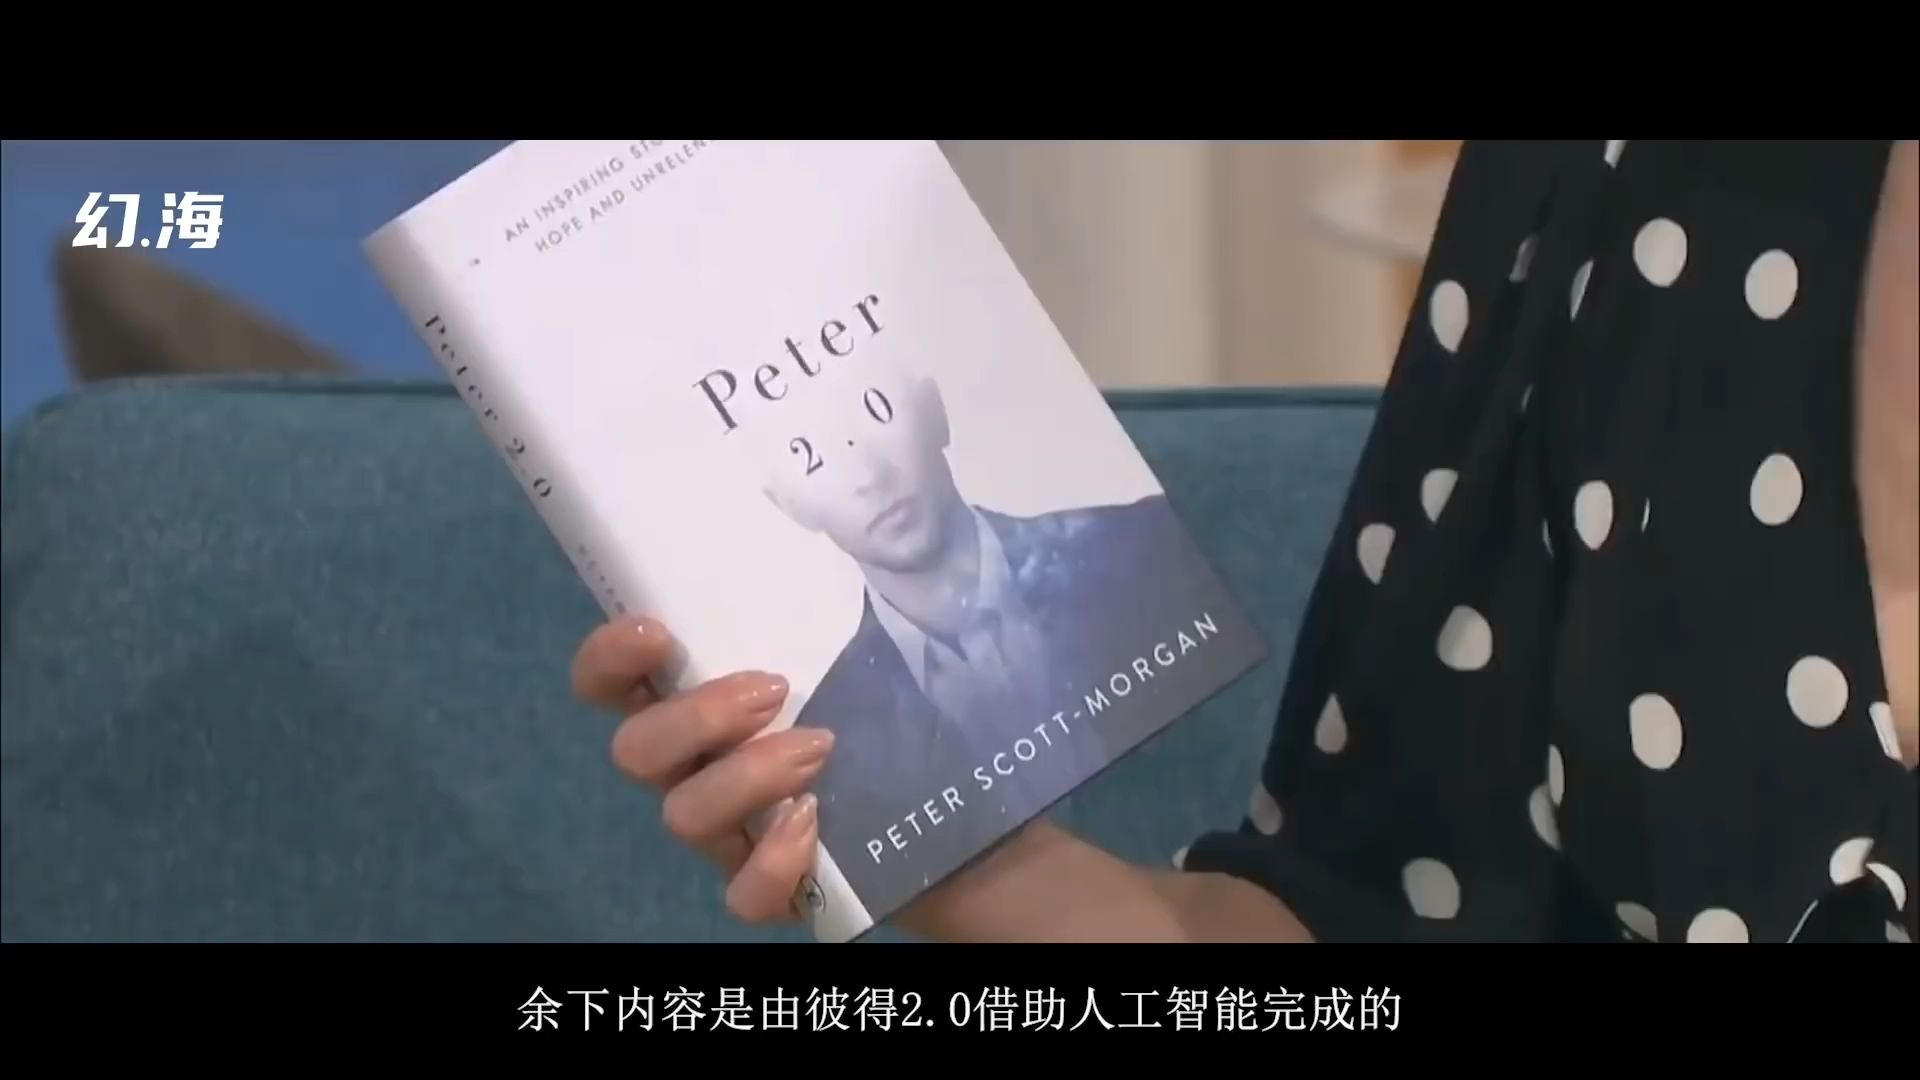 幻.海
AN INSPIRING
HOPE AND
Peter
2.0
Peter 2.0
PETER SCOTT-MORGAN
余下内容是由彼得2.0借助人工智能完成的